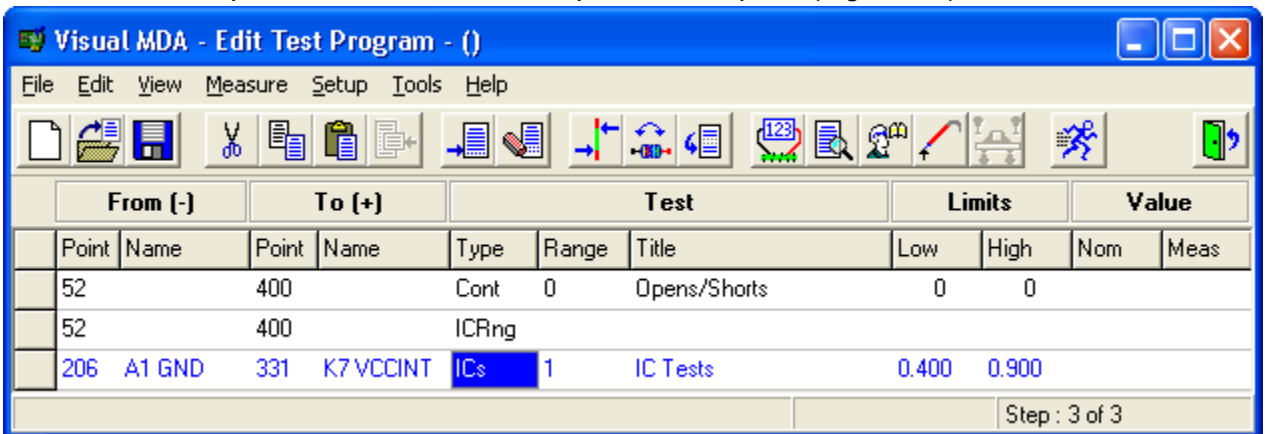 Visual MDA - Edit Test Program - ()
File Edit View Measure Setup Tools Help
123
From (-) To (+) Test Limits Value
Point Name Point Name Type Range Title Low High Nom Meas
52 400 Cont 0 Opens/Shorts 0 0
52 400 ICRng
206 A1 GND 331 K7 VCCINT ICs 1 IC Tests 0.400 0.900
Step : 3 of 3